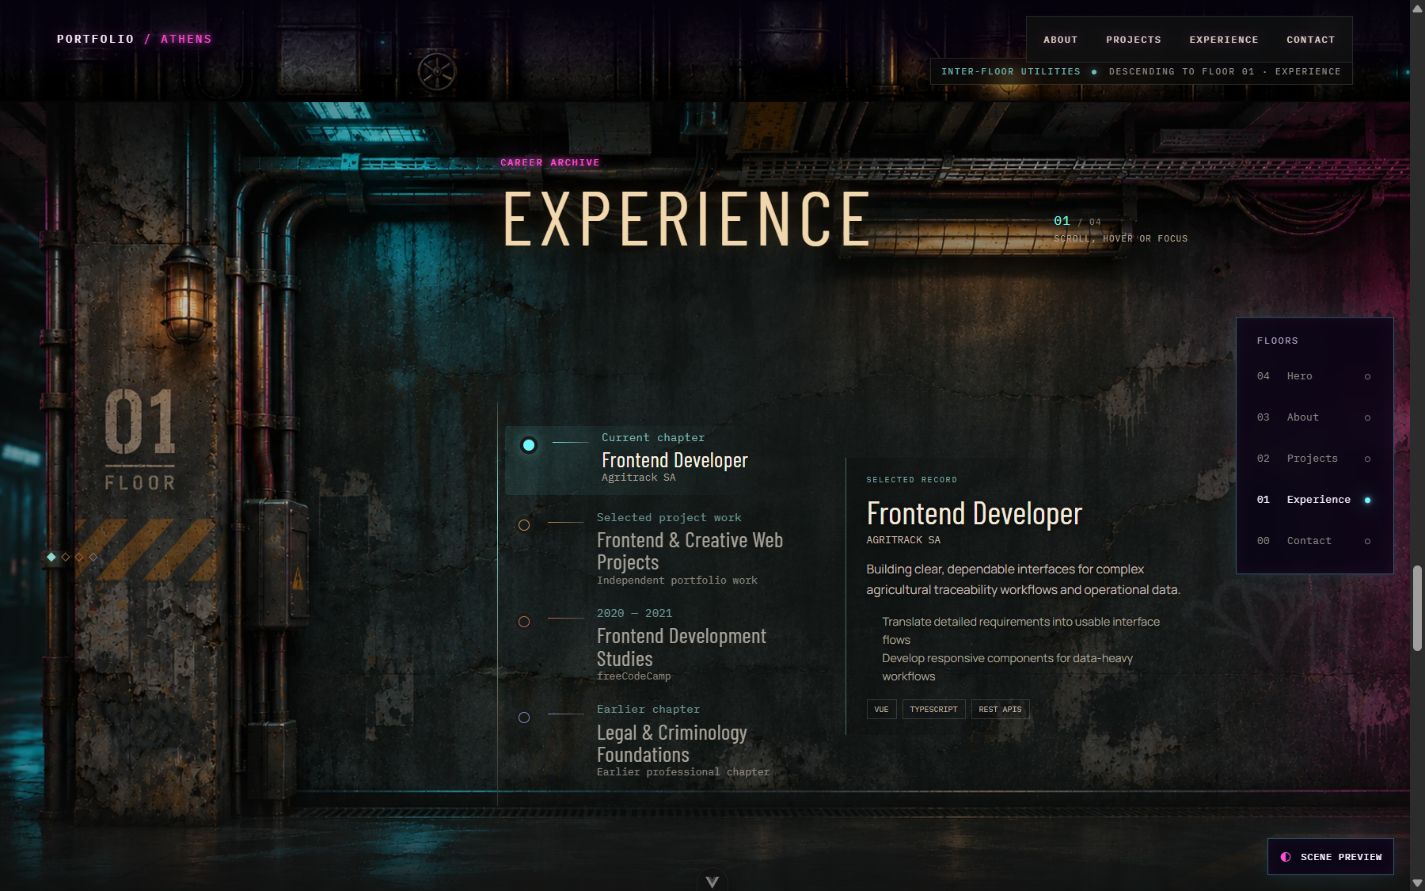 PORTFOLIO / ATHENS
ABOUT PROJECTS EXPERIENCE CONTACT
INTER-FLOOR UTILITIES DESCENDING TO FLOOR 01 · EXPERIENCE
CAREER ARCHIVE
EXPERIENCE
01 / 04
SCROLL, HOVER OR FOCUS
01
FLOOR
Current chapter
Frontend Developer
Agritrack SA
Selected project work
Frontend & Creative Web
Projects
Independent portfolio work
2020 — 2021
Frontend Development
Studies
freeCodeCamp
Earlier chapter
Legal & Criminology
Foundations
Earlier professional chapter
SELECTED RECORD
Frontend Developer
AGRITRACK SA
Building clear, dependable interfaces for complex
agricultural traceability workflows and operational data.
Translate detailed requirements into usable interface
flows
Develop responsive components for data-heavy
workflows
VUE TYPESCRIPT REST APIS
FLOORS
04 Hero
03 About
02 Projects
01 Experience
00 Contact
SCENE PREVIEW